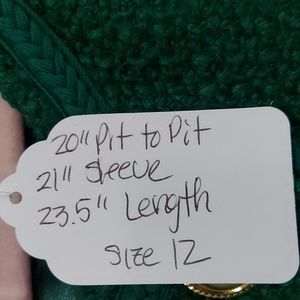 20" Pit to Pit
21" Sleeve
23.5" Length
Size 12